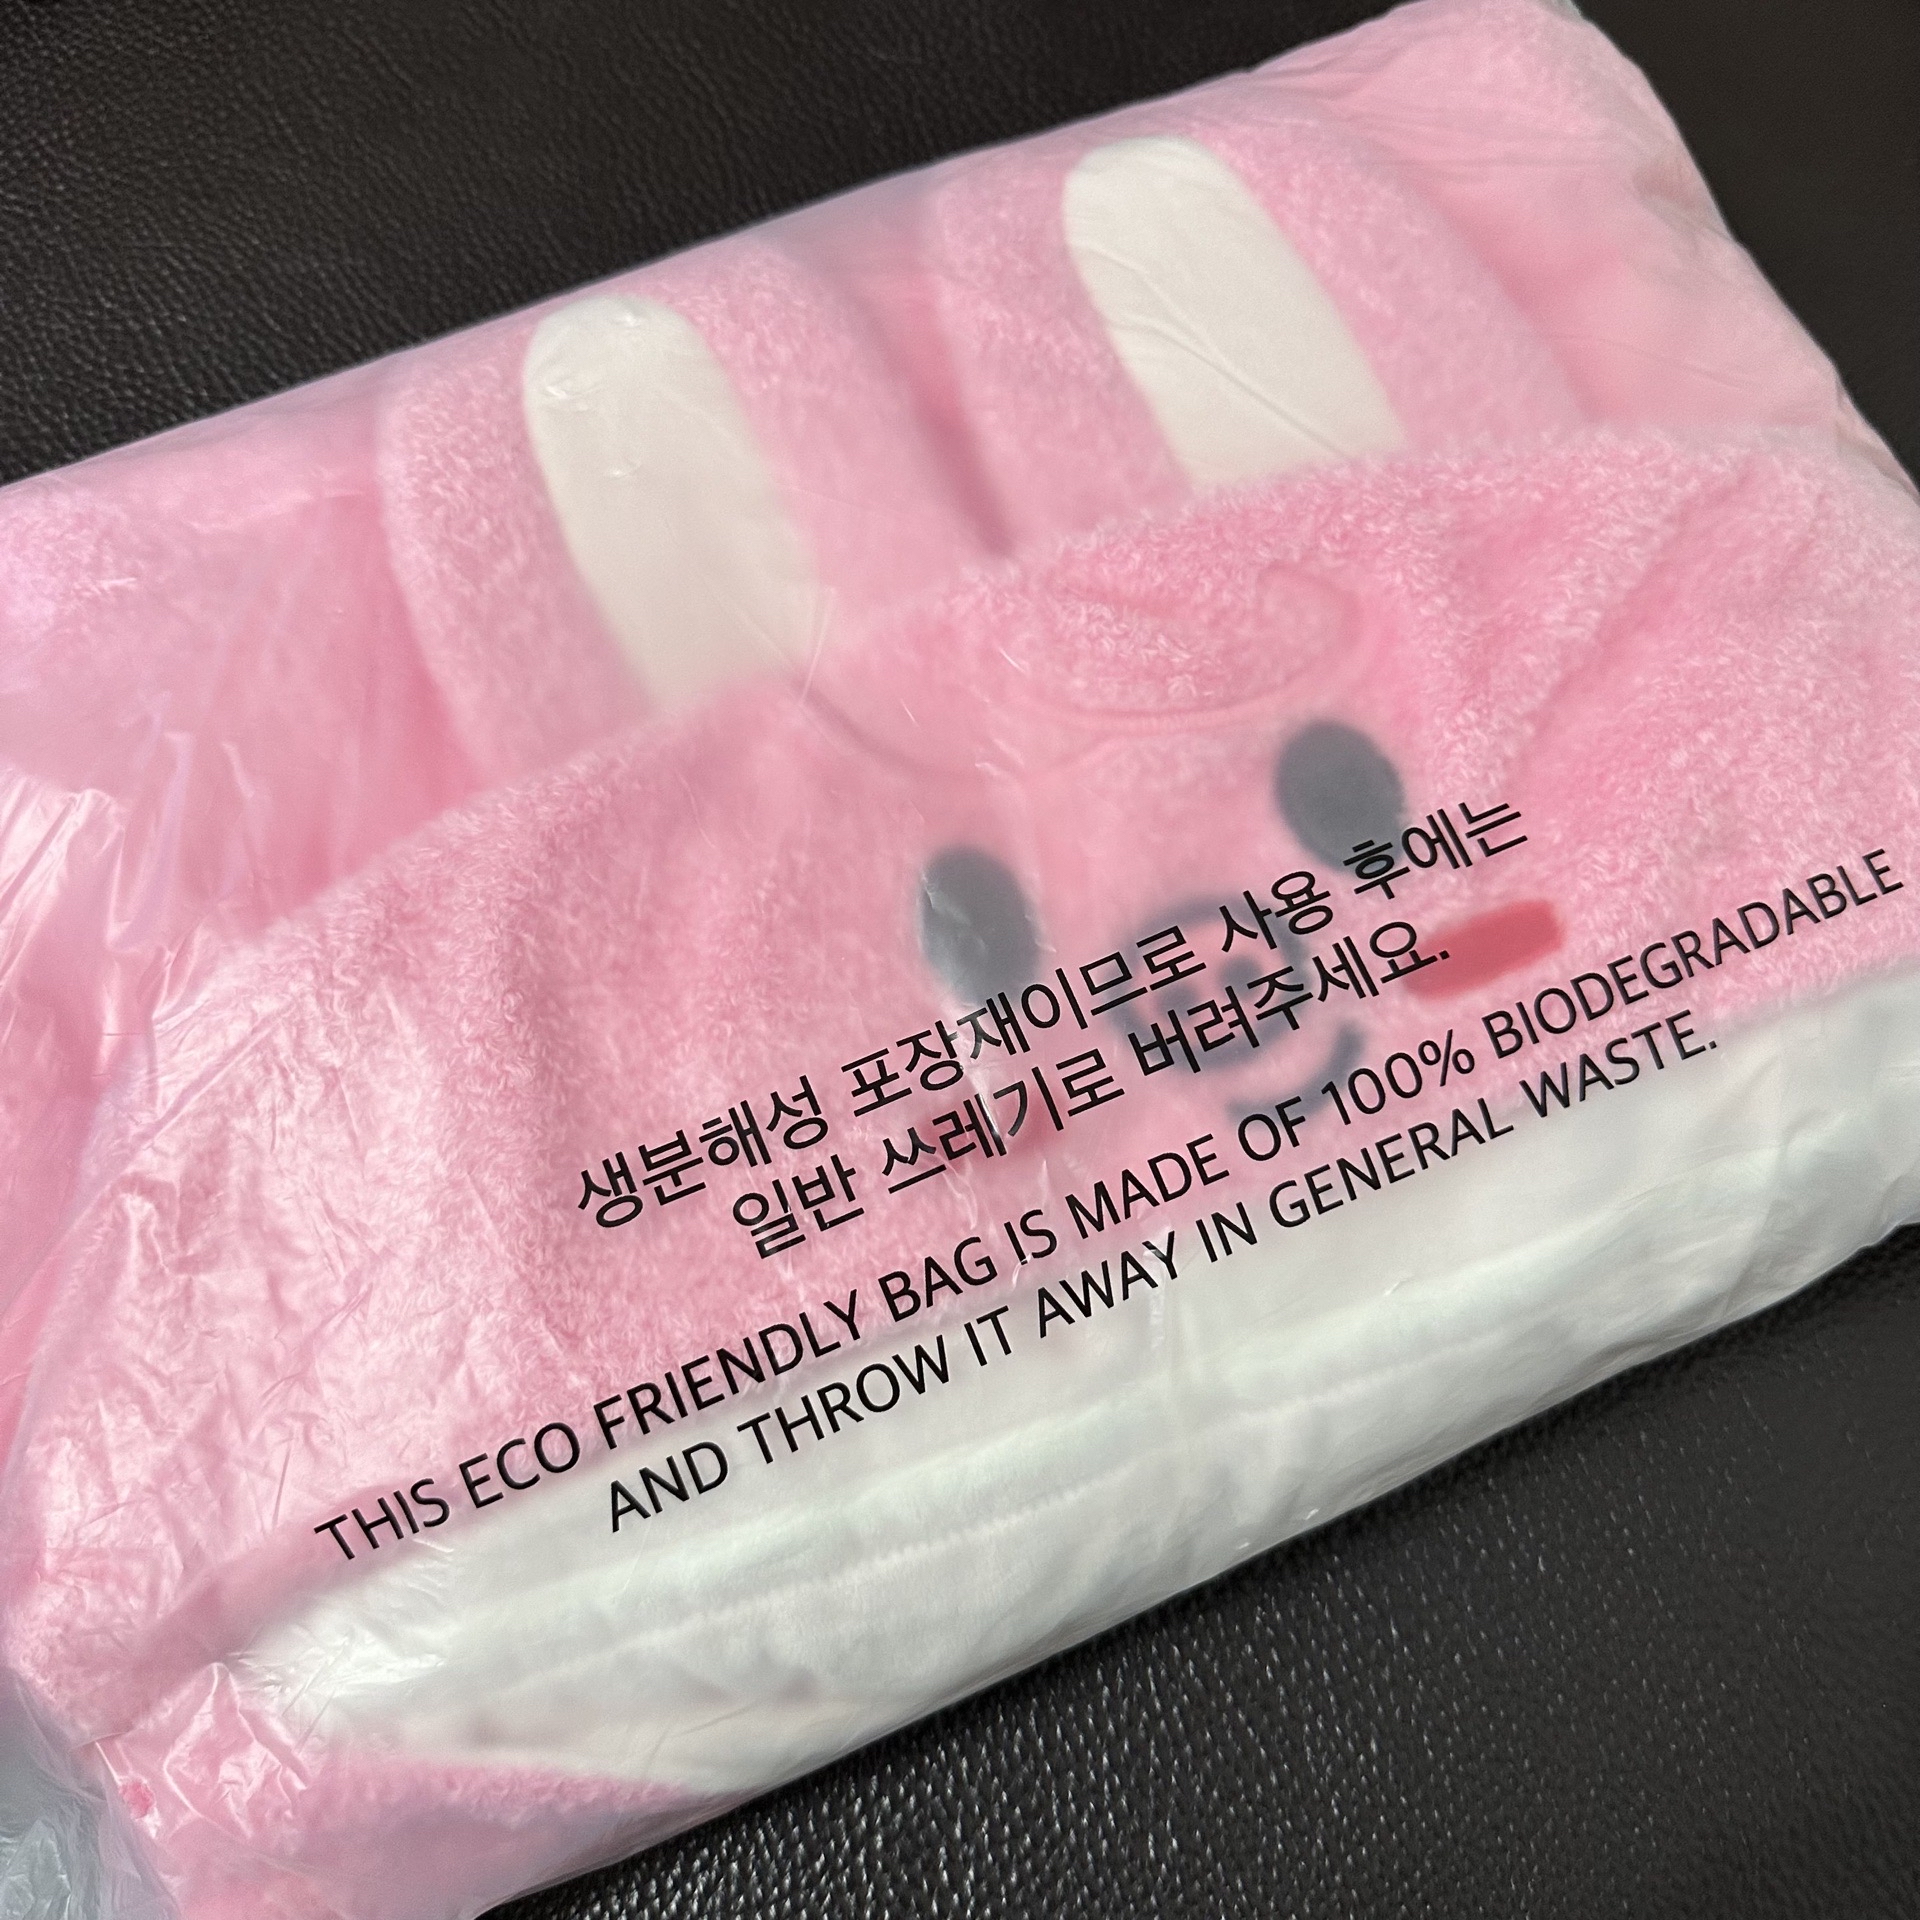 생분해성 포장재이므로 사용 후에는
일반 쓰레기로 버려주세요.
THIS ECO FRIENDLY BAG IS MADE OF 100% BIODEGRADABLE
AND THROW IT AWAY IN GENERAL WASTE.